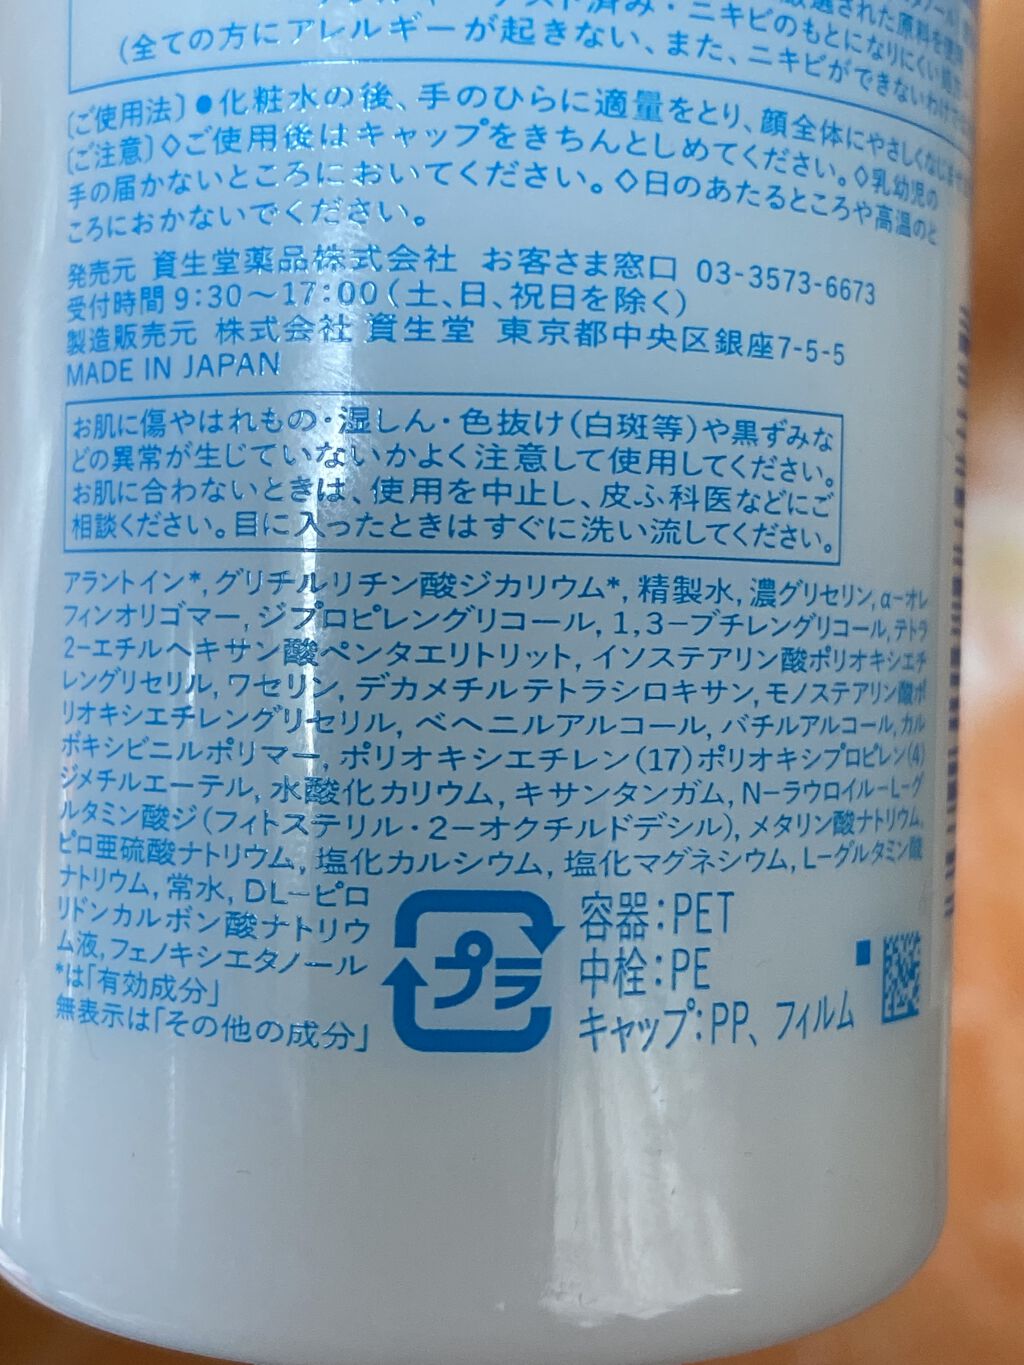 テスト済み・ニキビのもとになりにくい
(全ての方にアレルギーが起きない、また、ニキビができないわけで
〔ご使用法〕●化粧水の後、手のひらに適量をとり、顔全体にやさしくなじませ
〔ご注意〕◇ご使用後はキャップをきちんとしめてください。◇乳幼児の
手の届かないところにおいてください。◇日のあたるところや高温のと
ころにおかないでください。
発売元 資生堂薬品株式会社 お客さま窓口 03-3573-6673
受付時間 9:30〜17:00(土、日、祝日を除く)
製造販売元 株式会社 資生堂 東京都中央区銀座7-5-5
MADE IN JAPAN
お肌に傷やはれもの・湿しん・色抜け(白斑等)や黒ずみな
どの異常が生じていないかよく注意して使用してください。
お肌に合わないときは、使用を中止し、皮ふ科医などにご
相談ください。目に入ったときはすぐに洗い流してください。
アラントイン*, グリチルリチン酸ジカリウム*, 精製水, 濃グリセリン, α−オレ
フィンオリゴマー, ジプロピレングリコール, 1,3−ブチレングリコール, テトラ
2−エチルヘキサン酸ペンタエリトリット, イソステアリン酸ポリオキシエチ
レングリセリル, ワセリン, デカメチルテトラシロキサン, モノステアリン酸ポ
リオキシエチレングリセリル, ベヘニルアルコール, バチルアルコール, カル
ボキシビニルポリマー, ポリオキシエチレン(17)ポリオキシプロピレン(4)
ジメチルエーテル, 水酸化カリウム, キサンタンガム, N−ラウロイル−L−グ
ルタミン酸ジ(フィトステリル・2−オクチルドデシル), メタリン酸ナトリウム,
ピロ亜硫酸ナトリウム, 塩化カルシウム, 塩化マグネシウム, L−グルタミン酸
ナトリウム, 常水, DL−ピロ
リドンカルボン酸ナトリウ
ム液, フェノキシエタノール
*は「有効成分」
無表示は「その他の成分」
プラ
容器:PET
中栓:PE
キャップ:PP、フィルム